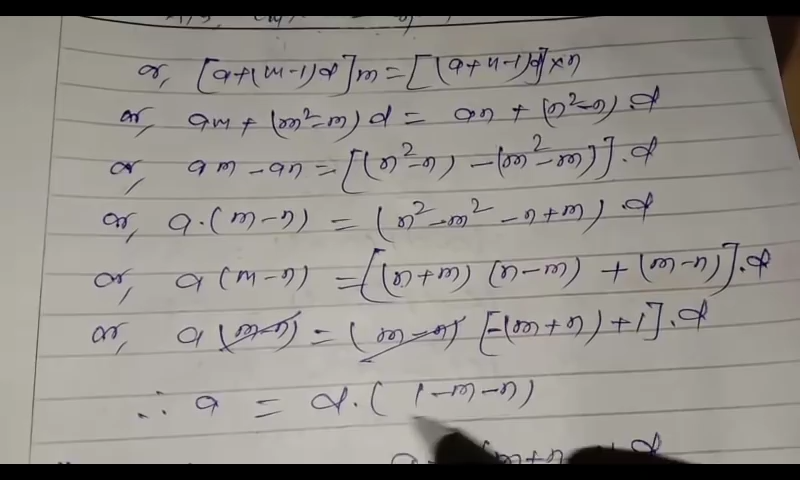 or, [a+(m-1)d]m=[(a+n-1)d]×n
or, am+(m²-m)d = an+(n²-n).d
or, am-an=[(n²-n)-(m²-m)].d
or, a.(m-n) = (n²-m²-n+m).d
or, a(m-n)=[(n+m)(n-m)+(m-n)].d
or, a(m-n)=(m-n)[-(m+n)+1].d
∴ a = d.(1-m-n)